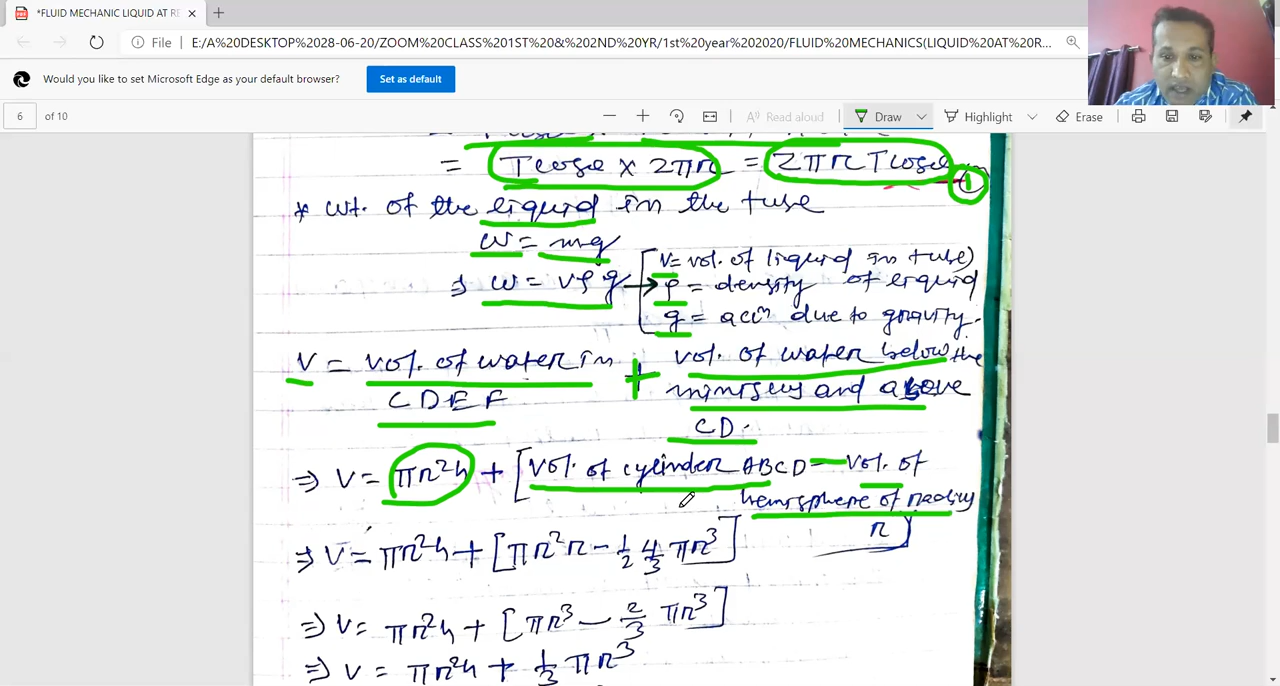 *FLUID MECHANIC LIQUID AT RE
File E:/A%20DESKTOP%2028-06-20/ZOOM%20CLASS%201ST%20&%202ND%20YR/1st%20year%202020/FLUID%20MECHANICS(LIQUID%20AT%20R...
Would you like to set Microsoft Edge as your default browser? Set as default
6 of 10 Read aloud Draw Highlight Erase
= T cosθ × 2πr = 2πr T cosθ 1
* wt. of the liquid in the tube
W = mg
⇒ w = vρg → [ V = vol. of liquid in tube)
ρ = density of liquid
g = accn due to gravity.
V = vol. of water in CDEF + vol. of water below the miniseus and above CD.
⇒ V = πr²h + [vol. of cylinder ABCD − vol. of hemisphere of radius r]
⇒ V = πr²h + [πr²r − 1/2 4/3 πr³]
⇒ V = πr²h + [πr³ − 2/3 πr³]
⇒ V = πr²h + 1/3 πr³